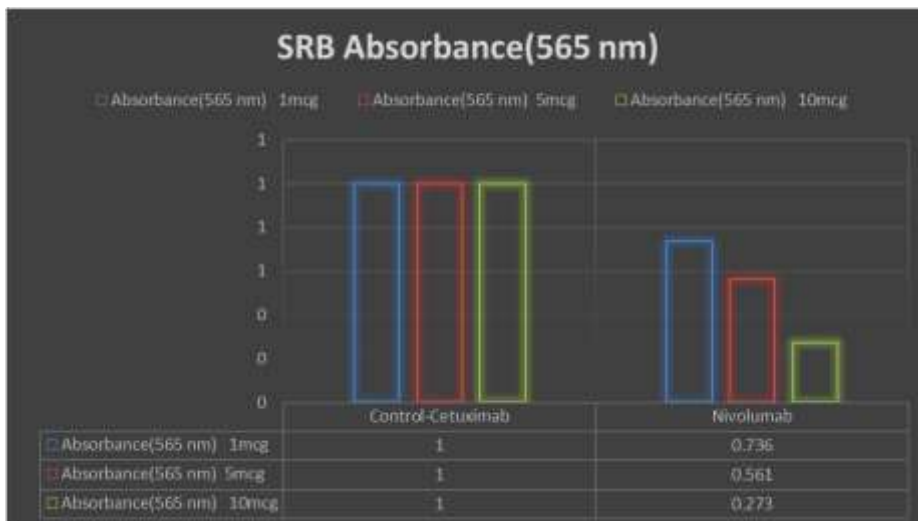 SRB Absorbance(565 nm)
Absorbance(565 nm) 1mcg Absorbance(565 nm) 5mcg Absorbance(565 nm) 10mcg
1
1
1
1
0
0
0
Control-Cetuximab Nivolumab
Absorbance(565 nm) 1mcg 1 0.736
Absorbance(565 nm) 5mcg 1 0.561
Absorbance(565 nm) 10mcg 1 0.273